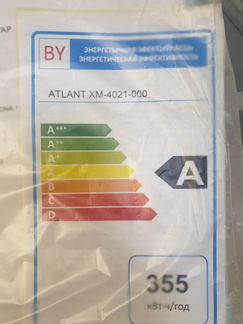 BY
ЭНЕРГЕТИЧЕСКАЯ ЭФФЕКТИВНОСТЬ
ATLANT XM-4021-000
A+++
A++
A+
A
B
C
D
A
355
кВт·ч/год